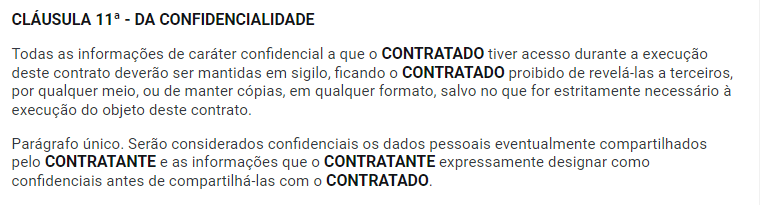 CLÁUSULA 11ª - DA CONFIDENCIALIDADE
Todas as informações de caráter confidencial a que o CONTRATADO tiver acesso durante a execução
deste contrato deverão ser mantidas em sigilo, ficando o CONTRATADO proibido de revelá-las a terceiros,
por qualquer meio, ou de manter cópias, em qualquer formato, salvo no que for estritamente necessário à
execução do objeto deste contrato.
Parágrafo único. Serão considerados confidenciais os dados pessoais eventualmente compartilhados
pelo CONTRATANTE e as informações que o CONTRATANTE expressamente designar como
confidenciais antes de compartilhá-las com o CONTRATADO.